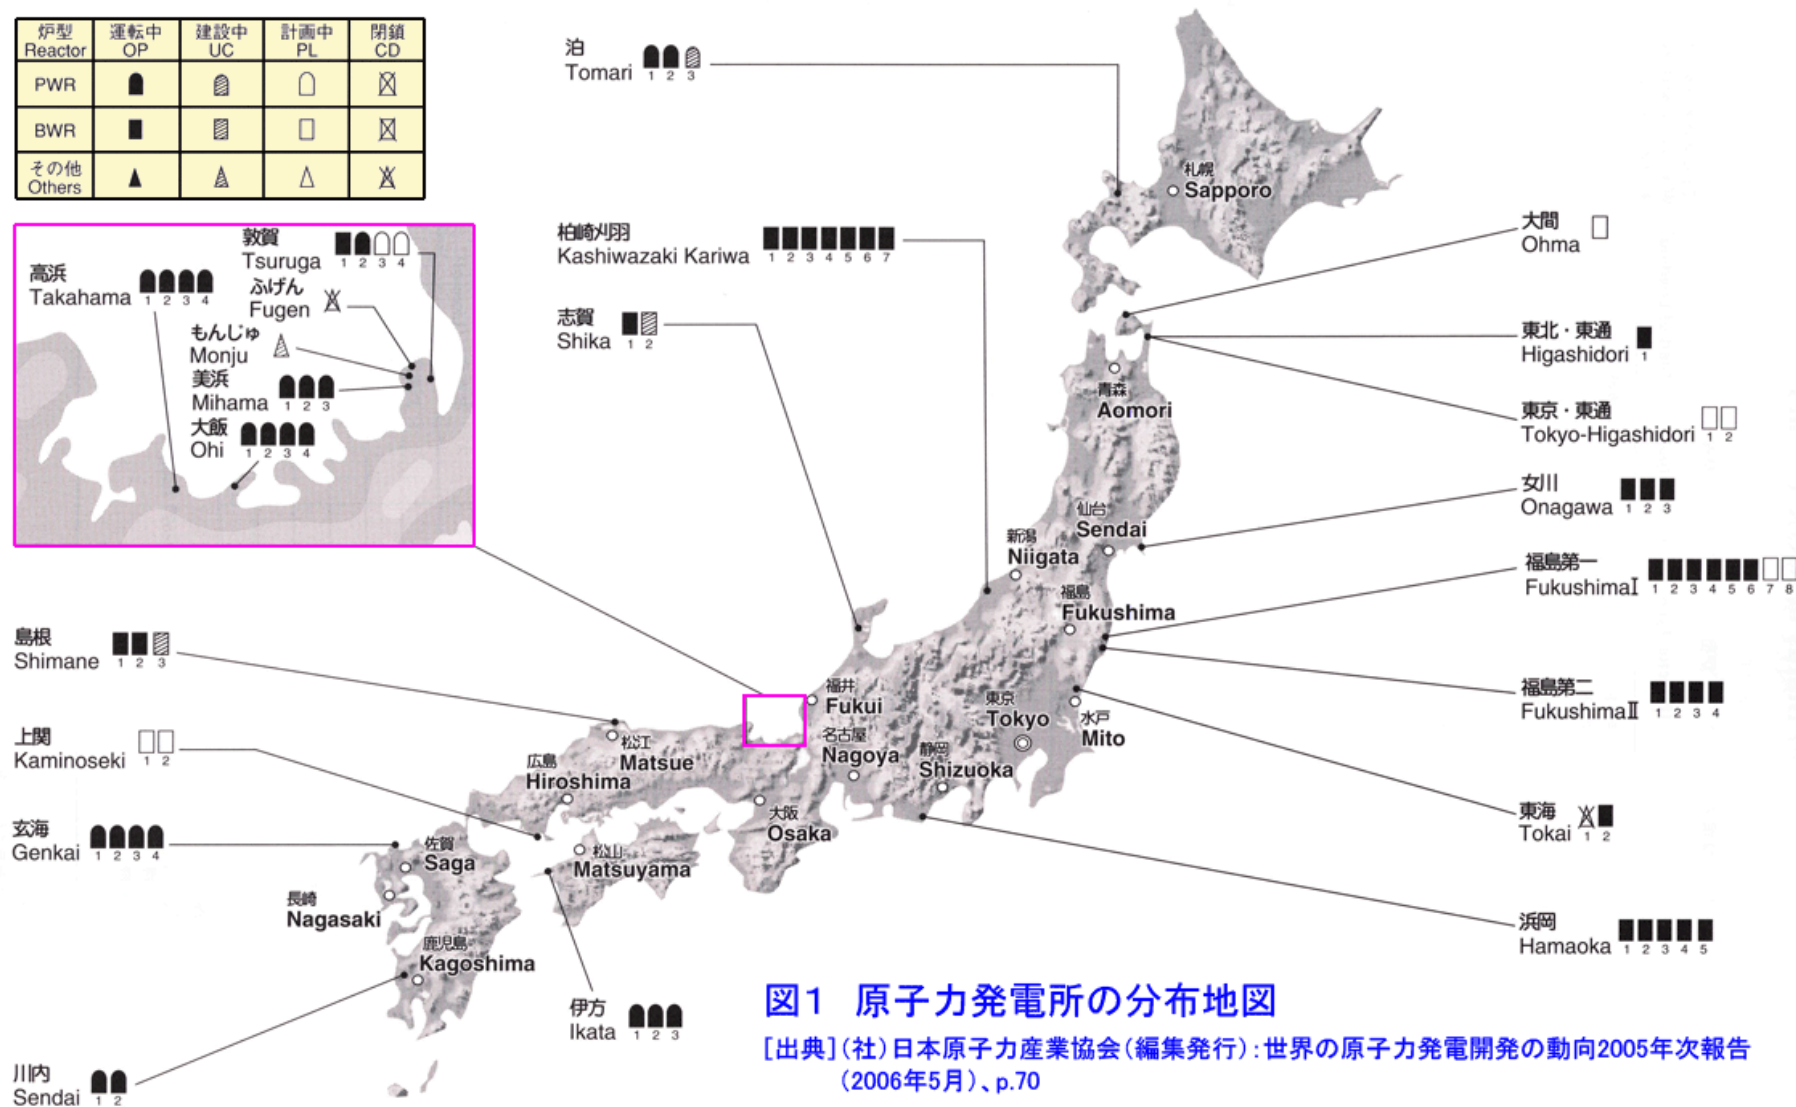 炉型 運転中 建設中 計画中 閉鎖
Reactor OP UC PL CD
PWR
BWR
その他
Others
泊
Tomari 1 2 3
柏崎刈羽
Kashiwazaki Kariwa 1 2 3 4 5 6 7
志賀
Shika 1 2
敦賀
Tsuruga 1 2 3 4
高浜
Takahama 1 2 3 4
ふげん
Fugen
もんじゅ
Monju
美浜
Mihama 1 2 3
大飯
Ohi 1 2 3 4
島根
Shimane 1 2 3
上関
Kaminoseki 1 2
玄海
Genkai 1 2 3 4
川内
Sendai 1 2
伊方
Ikata 1 2 3
大間
Ohma
東北・東通
Higashidori 1
東京・東通
Tokyo-Higashidori 1 2
女川
Onagawa 1 2 3
福島第一
FukushimaⅠ 1 2 3 4 5 6 7 8
福島第二
FukushimaⅡ 1 2 3 4
東海
Tokai 1 2
浜岡
Hamaoka 1 2 3 4 5
札幌
Sapporo
青森
Aomori
仙台
Sendai
新潟
Niigata
福島
Fukushima
福井
Fukui
東京
Tokyo
水戸
Mito
名古屋
Nagoya
静岡
Shizuoka
松江
Matsue
広島
Hiroshima
大阪
Osaka
松山
Matsuyama
佐賀
Saga
長崎
Nagasaki
鹿児島
Kagoshima
図1 原子力発電所の分布地図
[出典](社)日本原子力産業協会(編集発行):世界の原子力発電開発の動向2005年次報告
(2006年5月)、p.70